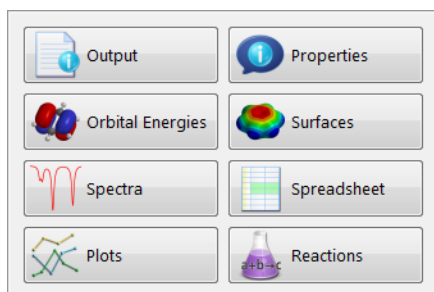 Output
Properties
Orbital Energies
Surfaces
Spectra
Spreadsheet
Plots
a+b→c
Reactions